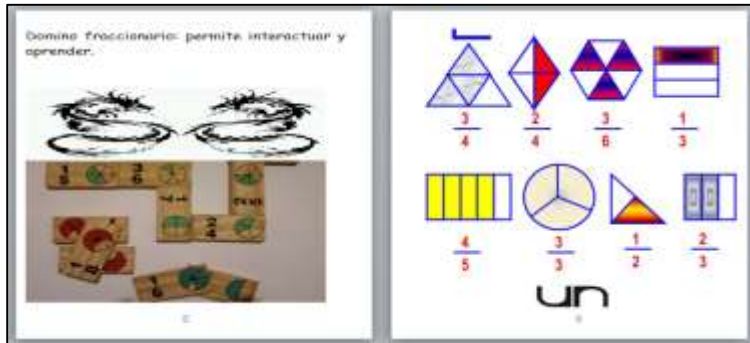 Domino fraccionario: permite interactuar y
aprender.
3/4 2/4 3/6 1/3
4/5 3/3 1/2 2/3
un